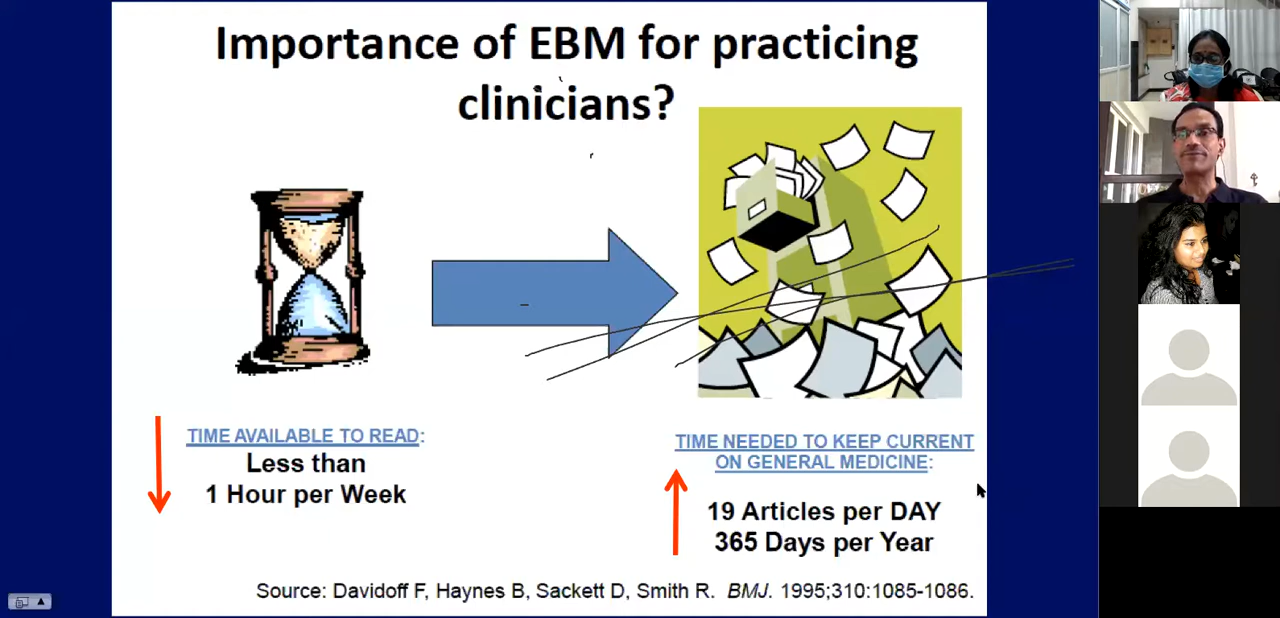 Importance of EBM for practicing
clinicians?
TIME AVAILABLE TO READ:
Less than
1 Hour per Week
TIME NEEDED TO KEEP CURRENT
ON GENERAL MEDICINE:
19 Articles per DAY
365 Days per Year
Source: Davidoff F, Haynes B, Sackett D, Smith R. BMJ. 1995;310:1085-1086.